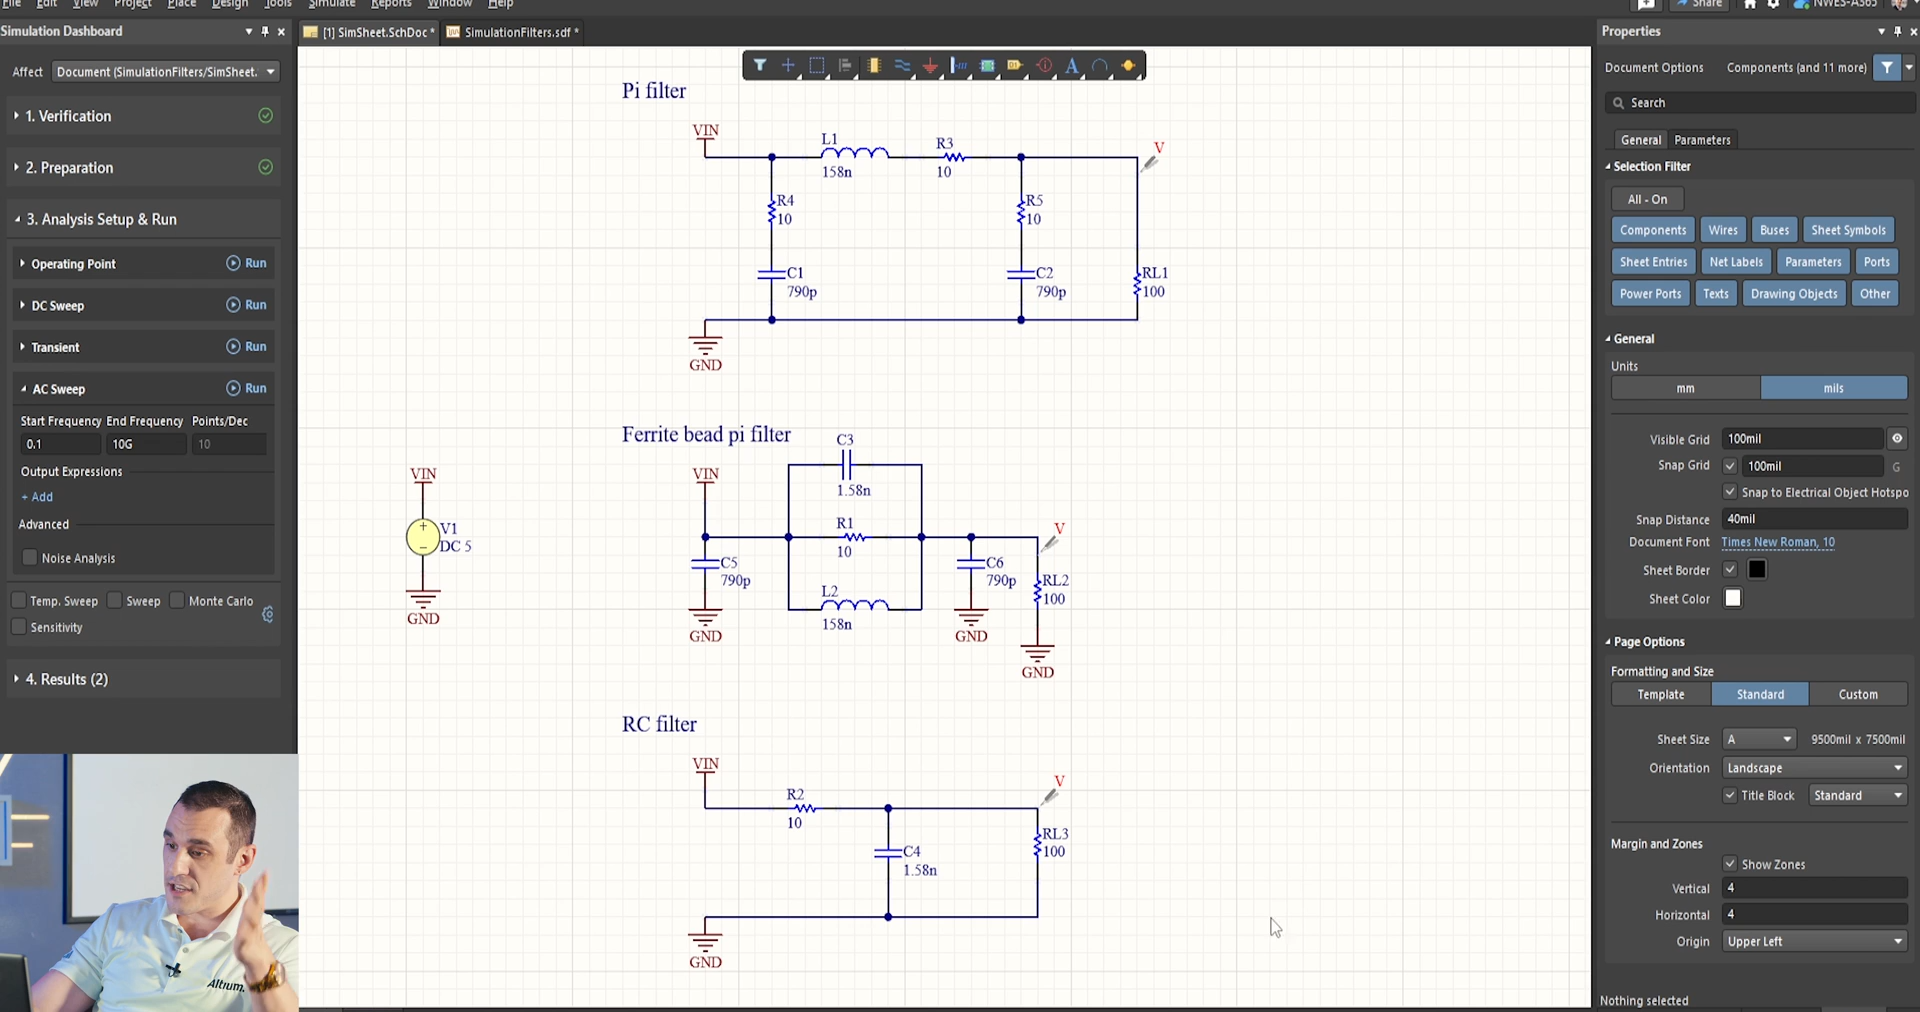 File Edit View Project Place Design Tools Simulate Reports Window Help
Share NWES-A365
Simulation Dashboard
[1] SimSheet.SchDoc *
SimulationFilters.sdf *
Affect Document (SimulationFilters/SimSheet.
1. Verification
2. Preparation
3. Analysis Setup & Run
Operating Point Run
DC Sweep Run
Transient Run
AC Sweep Run
Start Frequency End Frequency Points/Dec
0.1 10G 10
Output Expressions
+ Add
Advanced
Noise Analysis
Temp. Sweep Sweep Monte Carlo
Sensitivity
4. Results (2)
Altium.
VIN
V1
DC 5
GND
Pi filter
VIN
L1
158n
R3
10
V
R4
10
R5
10
C1
790p
C2
790p
RL1
100
GND
Ferrite bead pi filter
C3
1.58n
VIN
R1
10
V
C5
790p
C6
790p
RL2
100
L2
158n
GND
GND
GND
RC filter
VIN
R2
10
V
C4
1.58n
RL3
100
GND
Properties
Document Options Components (and 11 more)
Search
General Parameters
Selection Filter
All - On
Components Wires Buses Sheet Symbols
Sheet Entries Net Labels Parameters Ports
Power Ports Texts Drawing Objects Other
General
Units
mm mils
Visible Grid 100mil
Snap Grid 100mil G
Snap to Electrical Object Hotspo
Snap Distance 40mil
Document Font Times New Roman, 10
Sheet Border
Sheet Color
Page Options
Formatting and Size
Template Standard Custom
Sheet Size A 9500mil x 7500mil
Orientation Landscape
Title Block Standard
Margin and Zones
Show Zones
Vertical 4
Horizontal 4
Origin Upper Left
Nothing selected